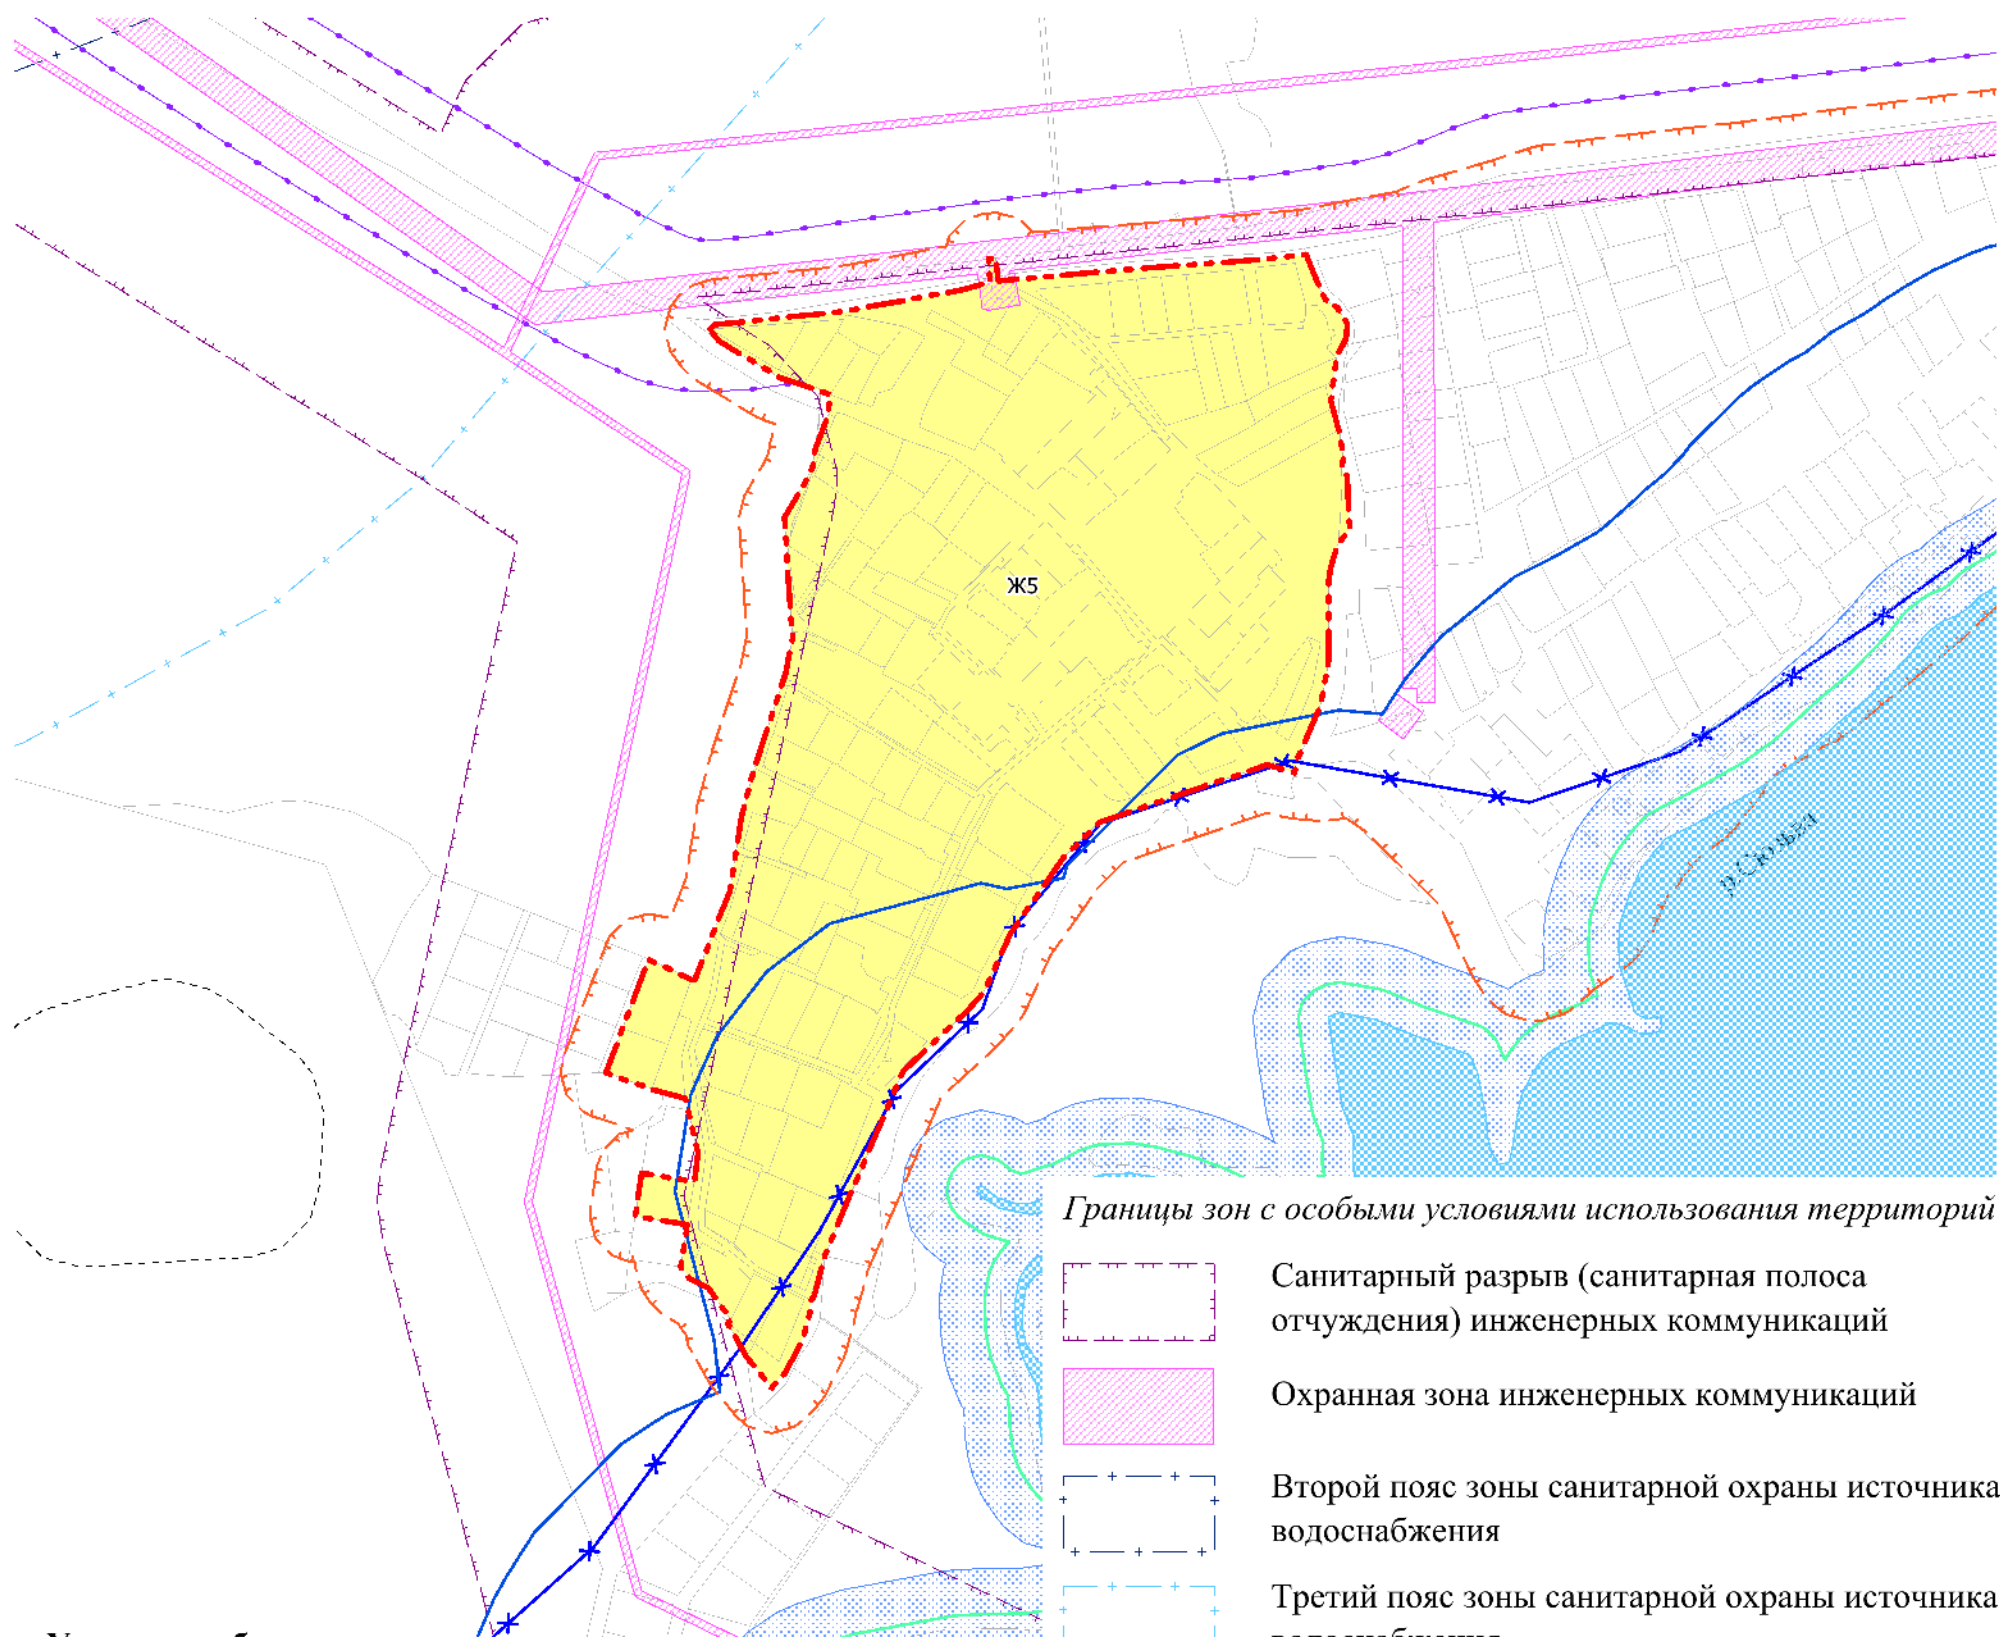 Ж5
р. Сюзьва
Границы зон с особыми условиями использования территорий
Санитарный разрыв (санитарная полоса
отчуждения) инженерных коммуникаций
Охранная зона инженерных коммуникаций
Второй пояс зоны санитарной охраны источника
водоснабжения
Третий пояс зоны санитарной охраны источника